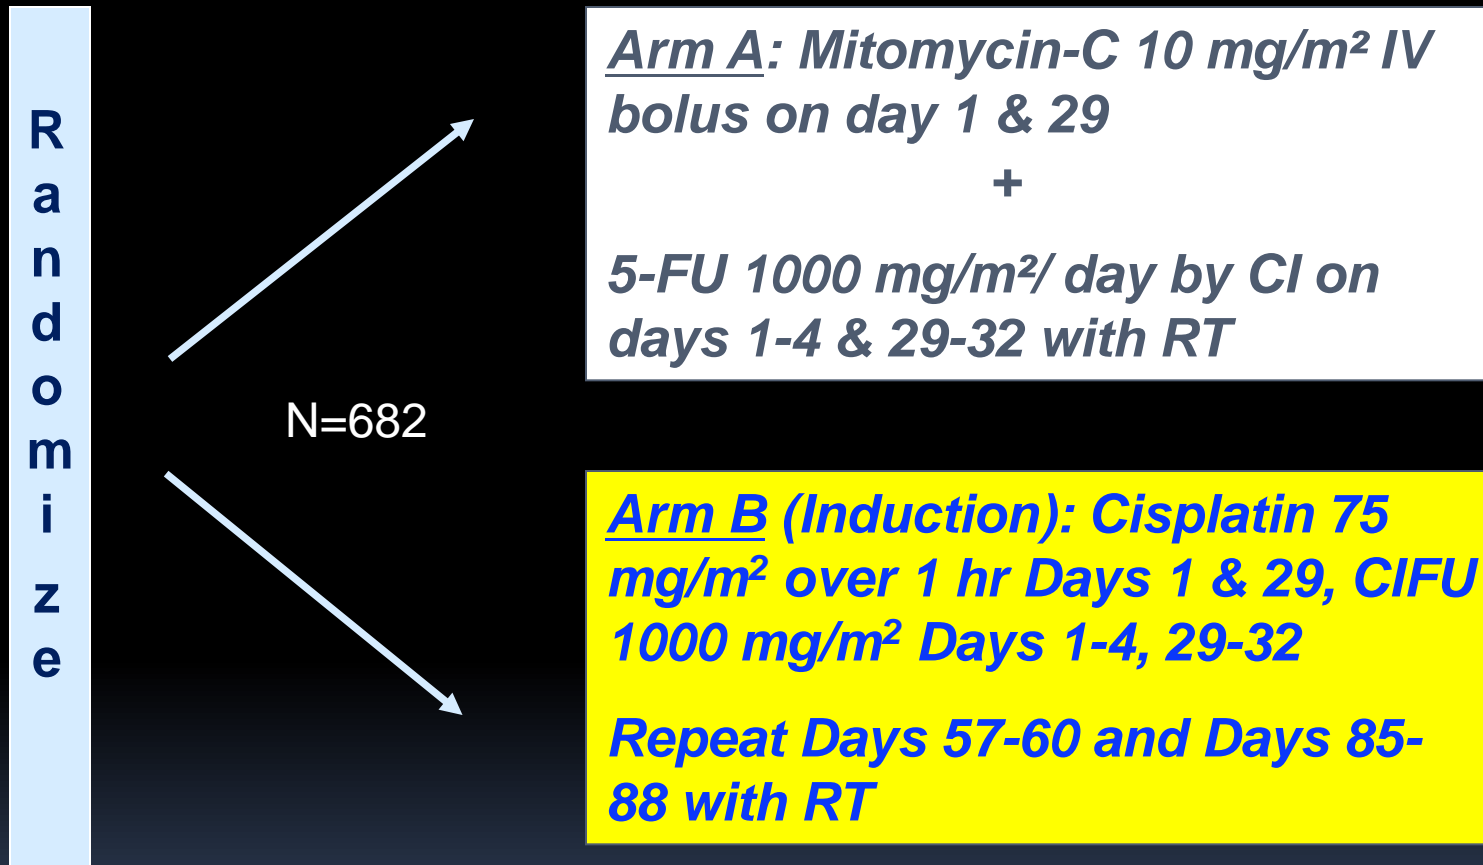 Randomize
N=682
Arm A: Mitomycin-C 10 mg/m² IV
bolus on day 1 & 29
+
5-FU 1000 mg/m²/ day by CI on
days 1-4 & 29-32 with RT
Arm B (Induction): Cisplatin 75
mg/m² over 1 hr Days 1 & 29, CIFU
1000 mg/m² Days 1-4, 29-32
Repeat Days 57-60 and Days 85-
88 with RT